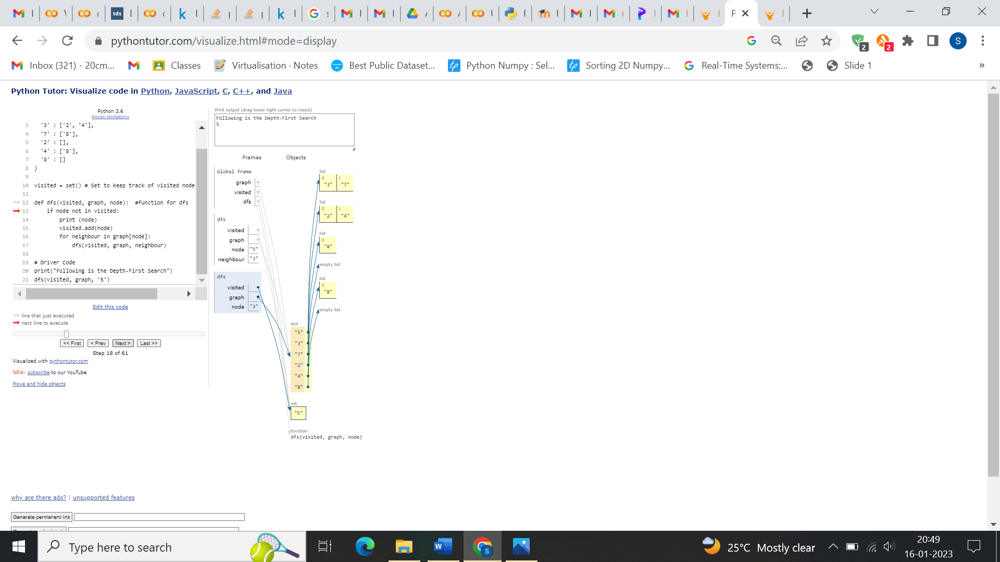 tds
pythontutor.com/visualize.html#mode=display
S
2
2
Inbox (321) - 20cm...
Classes
Virtualisation · Notes
Best Public Dataset...
Python Numpy : Sel...
Sorting 2D Numpy...
Real-Time Systems:...
Slide 1
»
Python Tutor: Visualize code in Python, JavaScript, C, C++, and Java
Python 3.6
known limitations
3 '3' : ['2', '4'],
4 '7' : ['8'],
5 '2' : [],
6 '4' : ['8'],
7 '8' : []
8 }
9
10 visited = set() # Set to keep track of visited node
11
12 def dfs(visited, graph, node):  #function for dfs
13 if node not in visited:
14 print (node)
15 visited.add(node)
16 for neighbour in graph[node]:
17 dfs(visited, graph, neighbour)
18
19 # Driver Code
20 print("Following is the Depth-First Search")
21 dfs(visited, graph, '5')
Edit this code
line that just executed
next line to execute
<< First < Prev Next > Last >>
Step 18 of 61
Visualized with pythontutor.com
NEW: subscribe to our YouTube
Move and hide objects
Print output (drag lower right corner to resize)
Following is the Depth-First Search
5
Frames Objects
Global frame
graph
visited
dfs
dfs
visited
graph
node "5"
neighbour "3"
dfs
visited
graph
node "3"
list
0 1
"3" "7"
list
0 1
"2" "4"
list
0
"8"
empty list
list
0
"8"
empty list
dict
"5"
"3"
"7"
"2"
"4"
"8"
set
"5"
function
dfs(visited, graph, node)
why are there ads? | unsupported features
Generate permanent link
Type here to search
25°C Mostly clear
20:49
16-01-2023